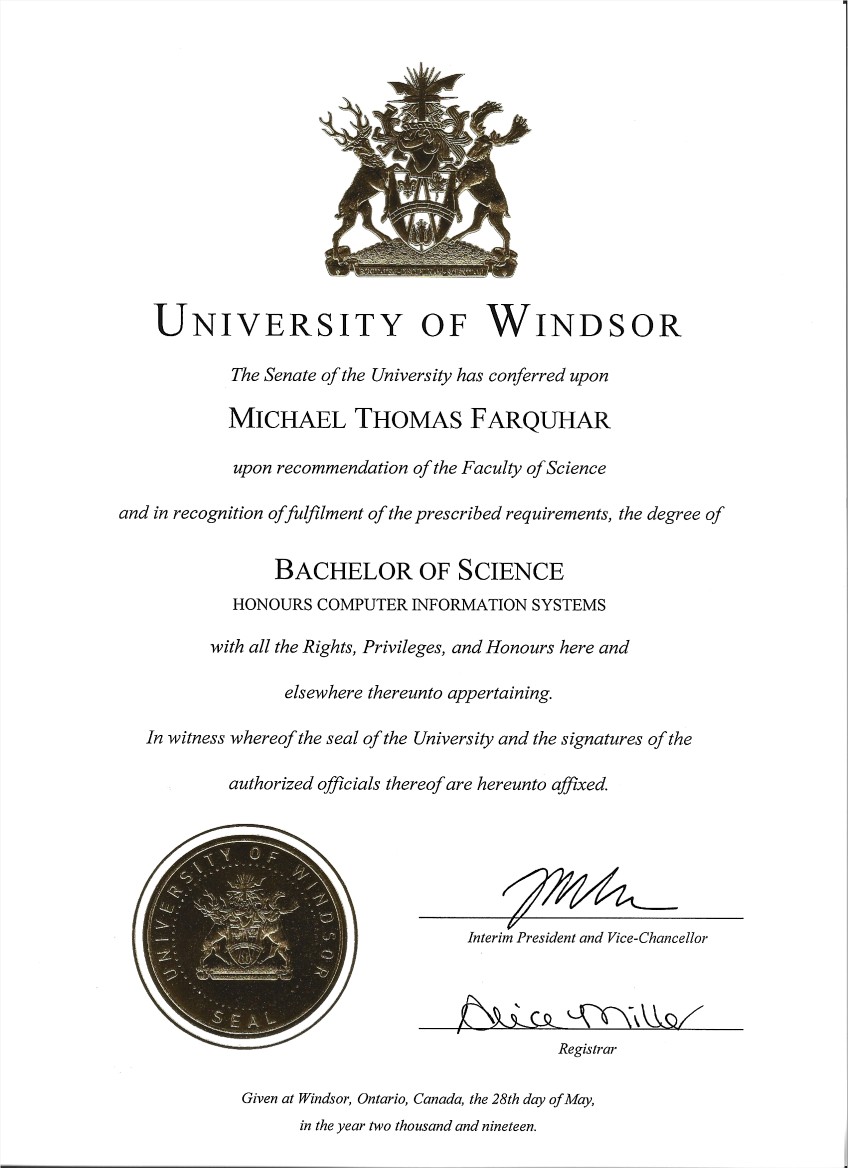 UNIVERSITY OF WINDSOR
The Senate of the University has conferred upon
MICHAEL THOMAS FARQUHAR
upon recommendation of the Faculty of Science
and in recognition of fulfilment of the prescribed requirements, the degree of
BACHELOR OF SCIENCE
HONOURS COMPUTER INFORMATION SYSTEMS
with all the Rights, Privileges, and Honours here and
elsewhere thereunto appertaining.
In witness whereof the seal of the University and the signatures of the
authorized officials thereof are hereunto affixed.
UNIVERSITY OF WINDSOR
SEAL
Interim President and Vice-Chancellor
Alice Miller
Registrar
Given at Windsor, Ontario, Canada, the 28th day of May,
in the year two thousand and nineteen.